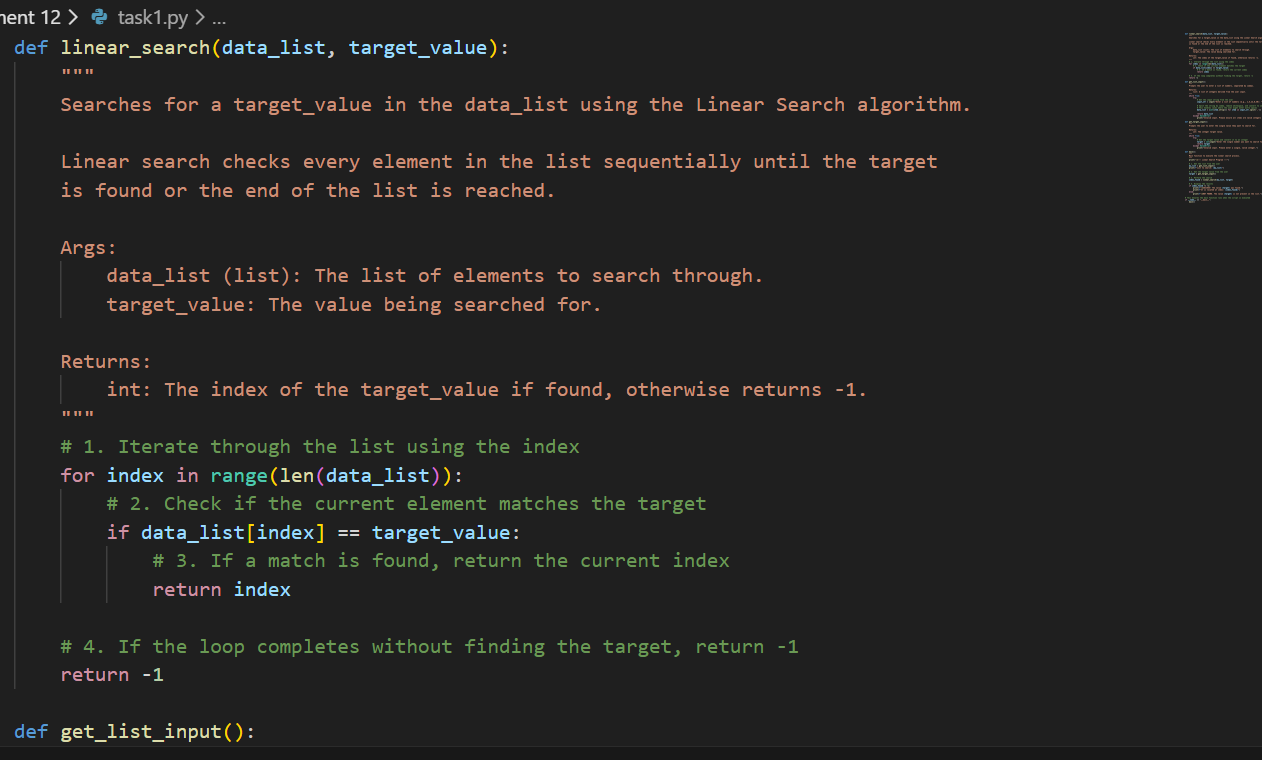 nent 12 > task1.py > ...
def linear_search(data_list, target_value):
    """
    Searches for a target_value in the data_list using the Linear Search algorithm.

    Linear search checks every element in the list sequentially until the target
    is found or the end of the list is reached.

    Args:
        data_list (list): The list of elements to search through.
        target_value: The value being searched for.

    Returns:
        int: The index of the target_value if found, otherwise returns -1.
    """
    # 1. Iterate through the list using the index
    for index in range(len(data_list)):
        # 2. Check if the current element matches the target
        if data_list[index] == target_value:
            # 3. If a match is found, return the current index
            return index

    # 4. If the loop completes without finding the target, return -1
    return -1

def get_list_input():